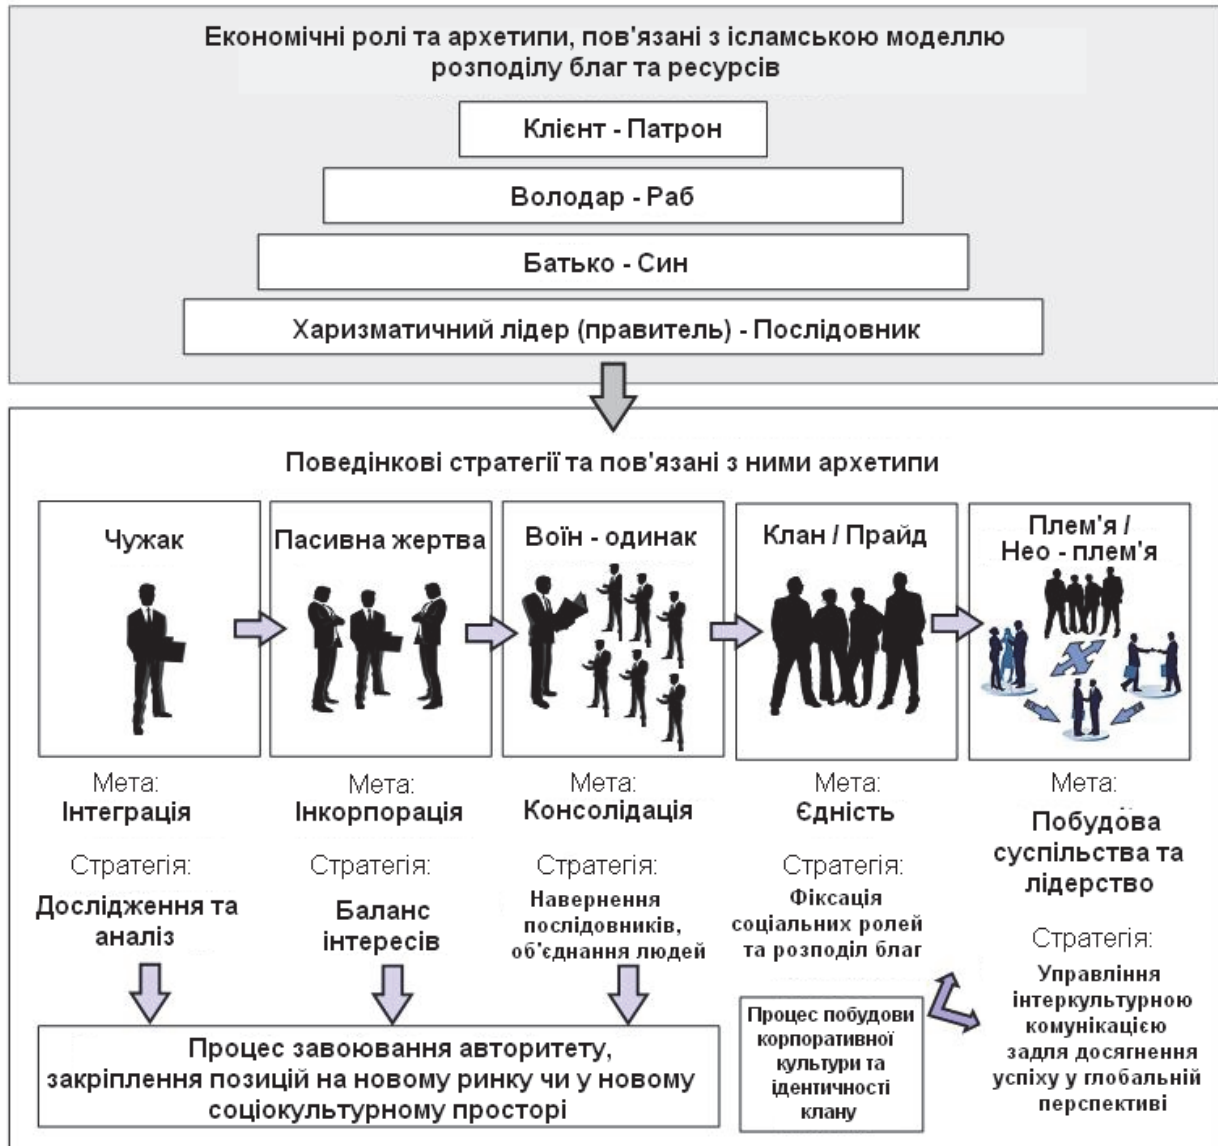 Економічні ролі та архетипи, пов'язані з ісламською моделлю
розподілу благ та ресурсів
Клієнт - Патрон
Володар - Раб
Батько - Син
Харизматичний лідер (правитель) - Послідовник
Поведінкові стратегії та пов'язані з ними архетипи
Чужак
Мета:
Інтеграція
Стратегія:
Дослідження та
аналіз
Пасивна жертва
Мета:
Інкорпорація
Стратегія:
Баланс
інтересів
Воїн - одинак
Мета:
Консолідація
Стратегія:
Навернення
послідовників,
об'єднання людей
Клан / Прайд
Мета:
Єдність
Стратегія:
Фіксація
соціальних ролей
та розподіл благ
Плем'я /
Нео - плем'я
Мета:
Побудова
суспільства та
лідерство
Стратегія:
Управління
інтеркультурною
комунікацією
задля досягнення
успіху у глобальній
перспективі
Процес завоювання авторитету,
закріплення позицій на новому ринку чи у новому
соціокультурному просторі
Процес побудови
корпоративної
культури та
ідентичності
клану